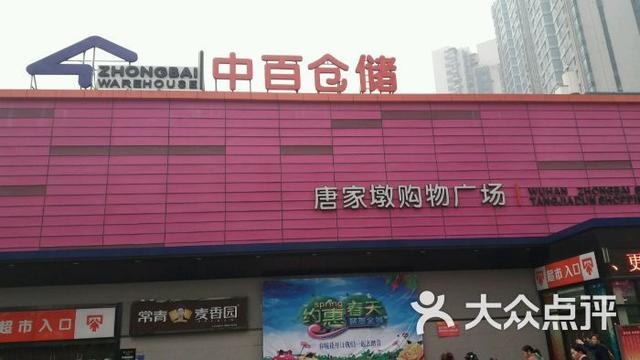 ZHONGBAI
WAREHOUSE
中百仓储
唐家墩购物广场
WUHAN ZHONGBAI
TANGJIADUN SHOPPI
超市入口
常青 麦香园
spring
约惠春天
超市入口
大众点评